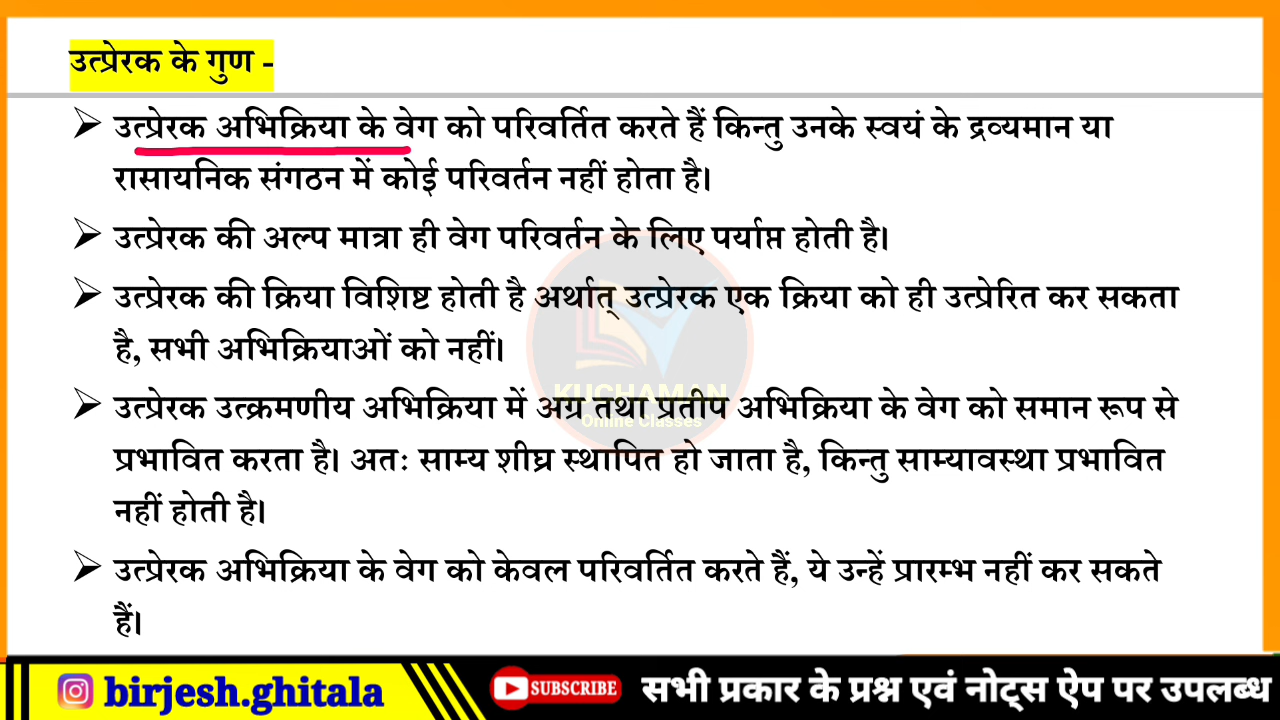 उत्प्रेरक के गुण -
उत्प्रेरक अभिक्रिया के वेग को परिवर्तित करते हैं किन्तु उनके स्वयं के द्रव्यमान या
रासायनिक संगठन में कोई परिवर्तन नहीं होता है।
उत्प्रेरक की अल्प मात्रा ही वेग परिवर्तन के लिए पर्याप्त होती है।
उत्प्रेरक की क्रिया विशिष्ट होती है अर्थात् उत्प्रेरक एक क्रिया को ही उत्प्रेरित कर सकता
है, सभी अभिक्रियाओं को नहीं।
उत्प्रेरक उत्क्रमणीय अभिक्रिया में अग्र तथा प्रतीप अभिक्रिया के वेग को समान रूप से
प्रभावित करता है। अतः साम्य शीघ्र स्थापित हो जाता है, किन्तु साम्यावस्था प्रभावित
नहीं होती है।
उत्प्रेरक अभिक्रिया के वेग को केवल परिवर्तित करते हैं, ये उन्हें प्रारम्भ नहीं कर सकते
हैं।
KUCHAMAN
Online Classes
birjesh.ghitala
SUBSCRIBE
सभी प्रकार के प्रश्न एवं नोट्स ऐप पर उपलब्ध